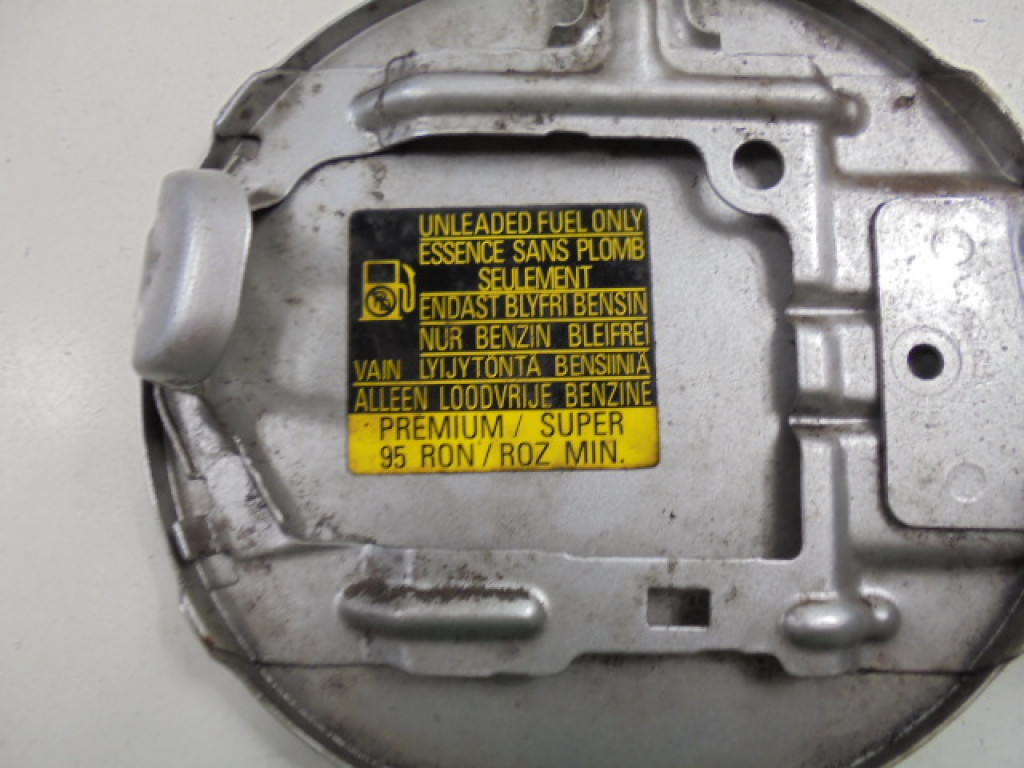 UNLEADED FUEL ONLY
ESSENCE SANS PLOMB
SEULEMENT
ENDAST BLYFRI BENSIN
NUR BENZIN BLEIFREI
VAIN LYIJYTÖNTÄ BENSIINIÄ
ALLEEN LOODVRIJE BENZINE
PREMIUM / SUPER
95 RON / ROZ MIN.